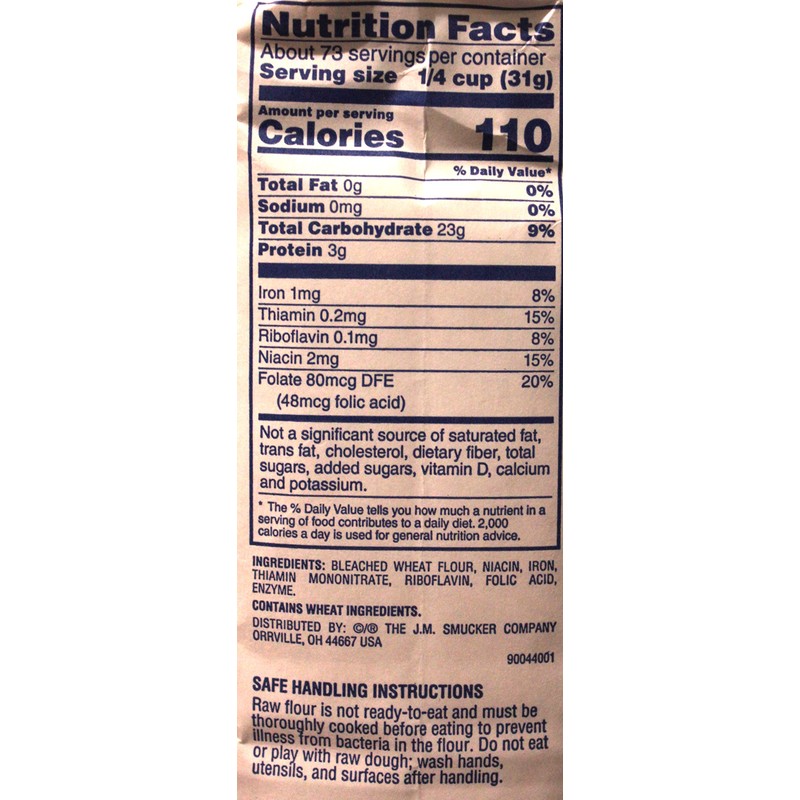 Nutrition Facts
About 73 servings per container
Serving size 1/4 cup (31g)
Amount per serving
Calories 110
% Daily Value*
Total Fat 0g 0%
Sodium 0mg 0%
Total Carbohydrate 23g 9%
Protein 3g
Iron 1mg 8%
Thiamin 0.2mg 15%
Riboflavin 0.1mg 8%
Niacin 2mg 15%
Folate 80mcg DFE 20%
(48mcg folic acid)
Not a significant source of saturated fat,
trans fat, cholesterol, dietary fiber, total
sugars, added sugars, vitamin D, calcium
and potassium.
* The % Daily Value tells you how much a nutrient in a
serving of food contributes to a daily diet. 2,000
calories a day is used for general nutrition advice.
INGREDIENTS: BLEACHED WHEAT FLOUR, NIACIN, IRON,
THIAMIN MONONITRATE, RIBOFLAVIN, FOLIC ACID,
ENZYME.
CONTAINS WHEAT INGREDIENTS.
DISTRIBUTED BY: ©/® THE J.M. SMUCKER COMPANY
ORRVILLE, OH 44667 USA
90044001
SAFE HANDLING INSTRUCTIONS
Raw flour is not ready-to-eat and must be
thoroughly cooked before eating to prevent
illness from bacteria in the flour. Do not eat
or play with raw dough; wash hands,
utensils, and surfaces after handling.